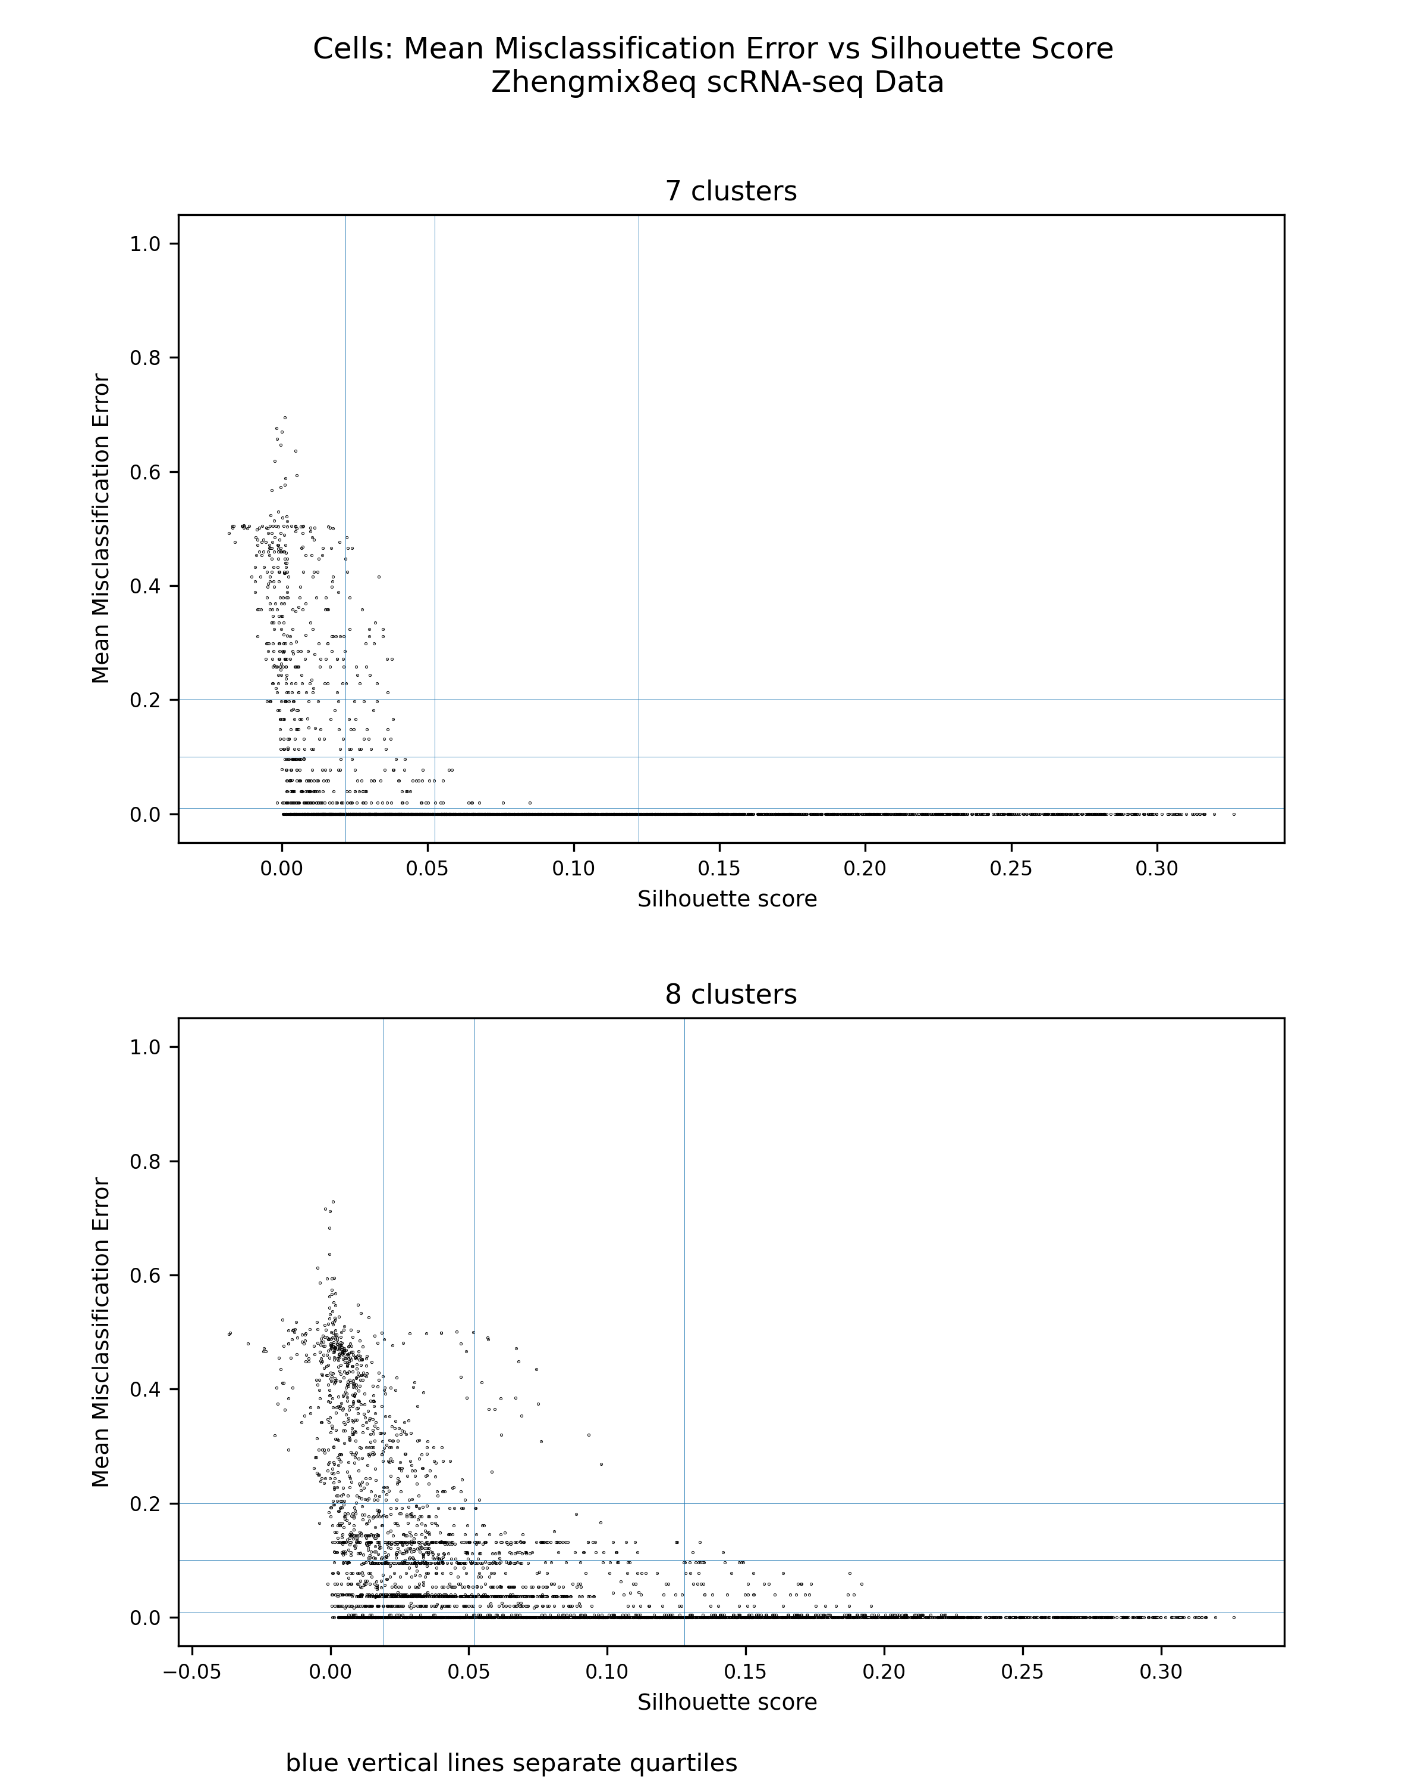 Cells: Mean Misclassification Error vs Silhouette Score
Zhengmix8eq scRNA-seq Data
7 clusters
1.0
0.8
0.6
0.4
0.2
0.0
Mean Misclassification Error
0.00 0.05 0.10 0.15 0.20 0.25 0.30
Silhouette score
8 clusters
1.0
0.8
0.6
0.4
0.2
0.0
Mean Misclassification Error
−0.05 0.00 0.05 0.10 0.15 0.20 0.25 0.30
Silhouette score
blue vertical lines separate quartiles